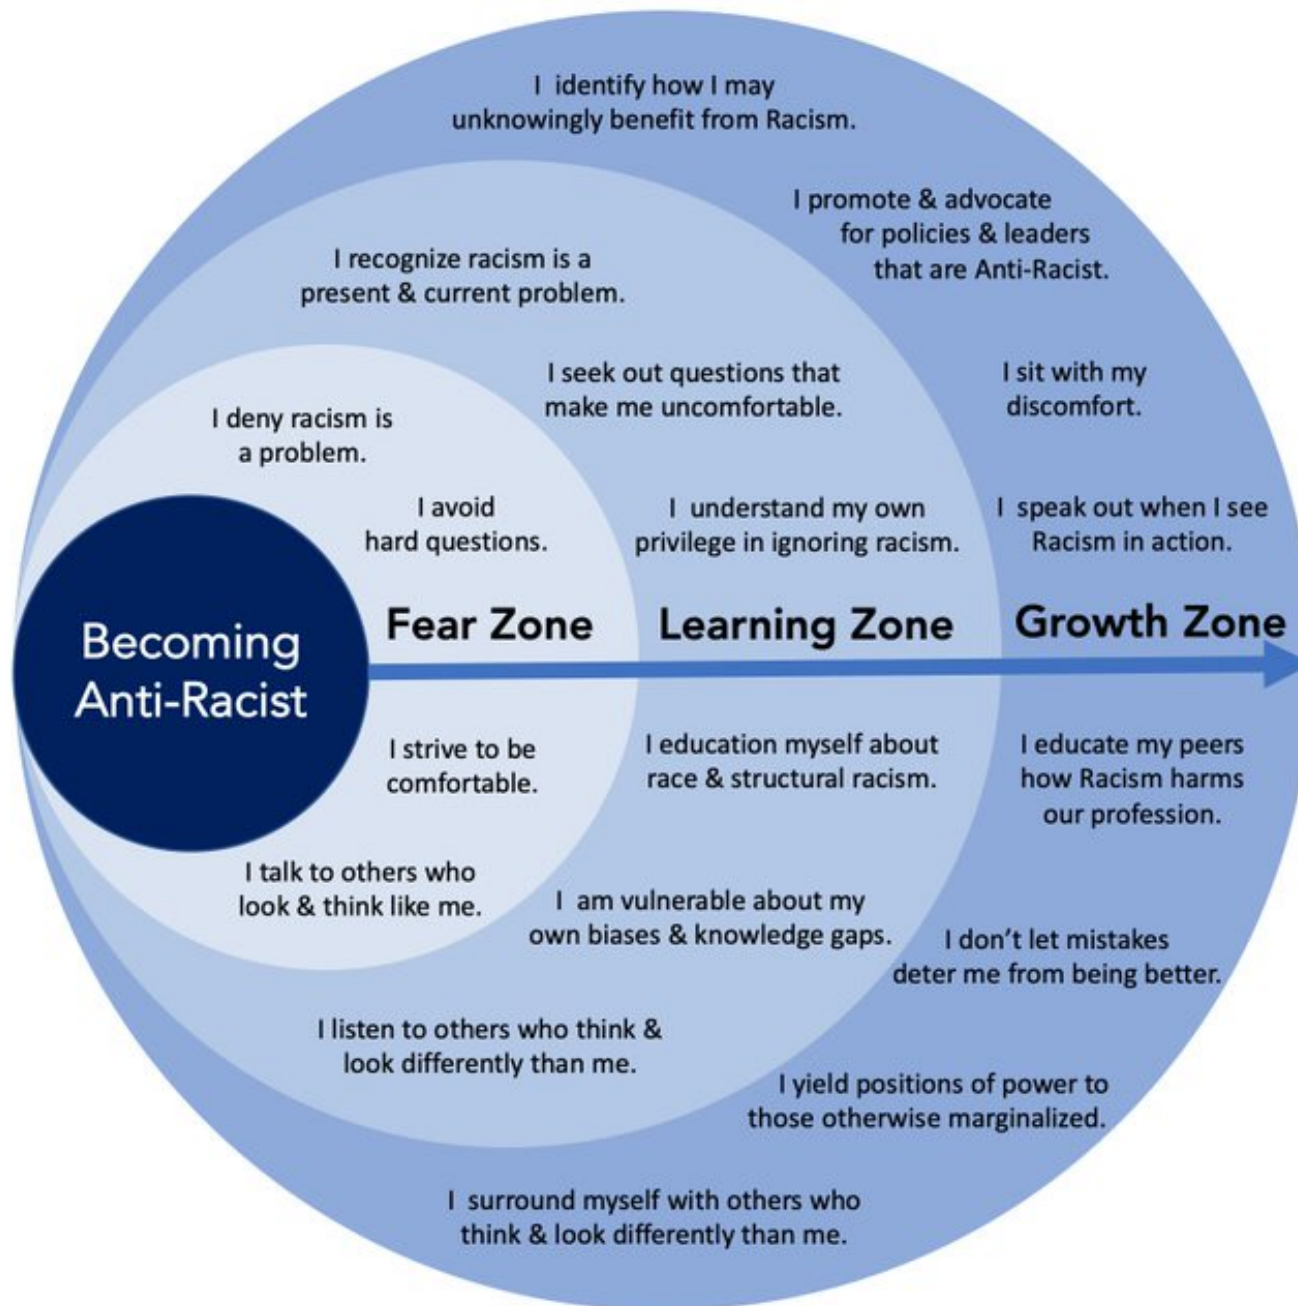 I identify how I may
unknowingly benefit from Racism.
I promote & advocate
for policies & leaders
that are Anti-Racist.
I recognize racism is a
present & current problem.
I seek out questions that
make me uncomfortable.
I sit with my
discomfort.
I deny racism is
a problem.
I avoid
hard questions.
I understand my own
privilege in ignoring racism.
I speak out when I see
Racism in action.
Becoming
Anti-Racist
Fear Zone
Learning Zone
Growth Zone
I strive to be
comfortable.
I education myself about
race & structural racism.
I educate my peers
how Racism harms
our profession.
I talk to others who
look & think like me.
I am vulnerable about my
own biases & knowledge gaps.
I don’t let mistakes
deter me from being better.
I listen to others who think &
look differently than me.
I yield positions of power to
those otherwise marginalized.
I surround myself with others who
think & look differently than me.